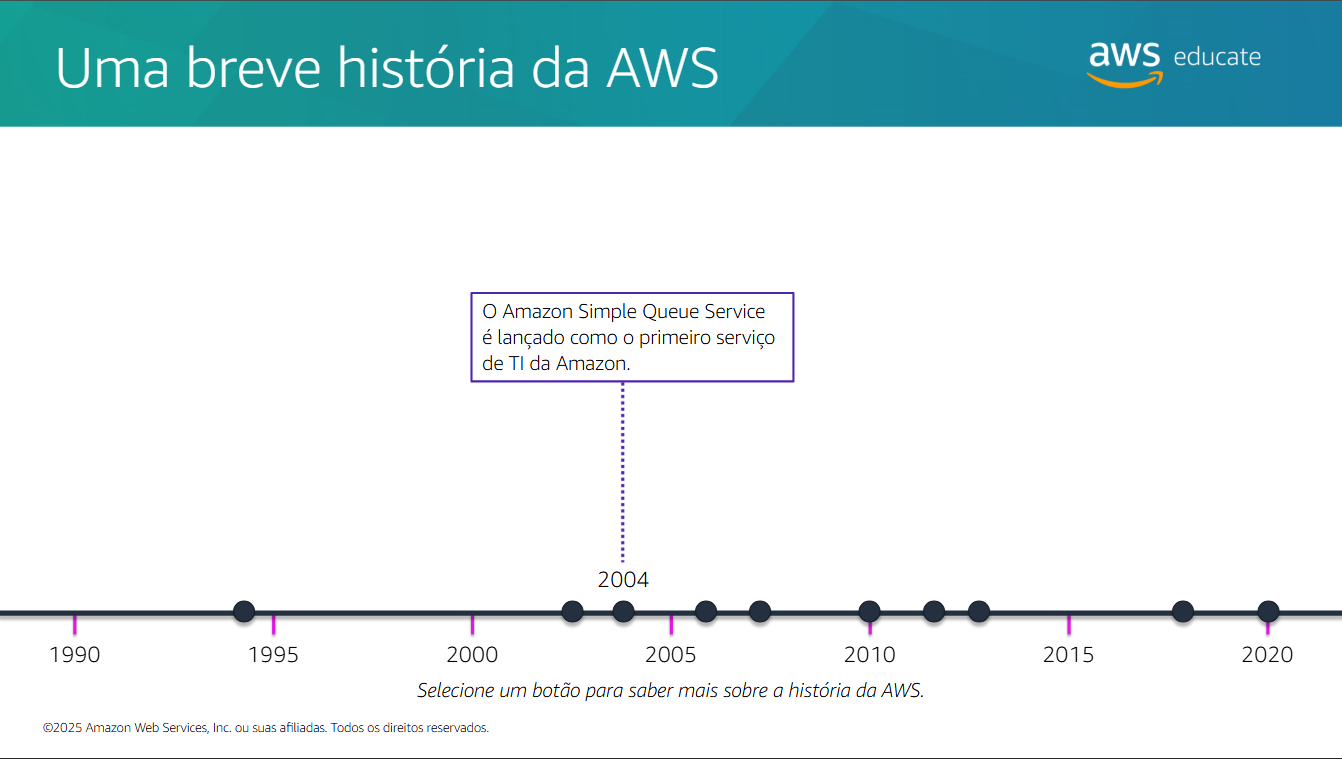 Uma breve história da AWS
aws educate
O Amazon Simple Queue Service
é lançado como o primeiro serviço
de TI da Amazon.
2004
1990 1995 2000 2005 2010 2015 2020
Selecione um botão para saber mais sobre a história da AWS.
©2025 Amazon Web Services, Inc. ou suas afiliadas. Todos os direitos reservados.